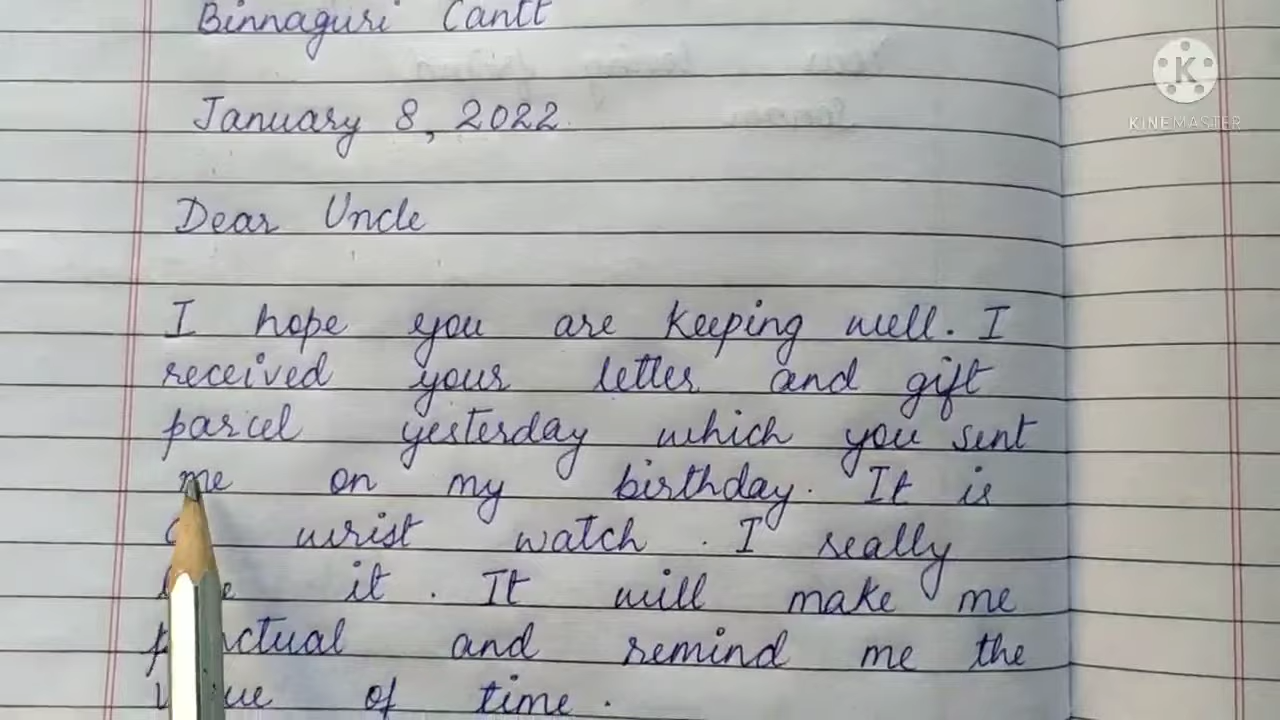 Binnaguri Cantt
January 8, 2022
Dear Uncle
I hope you are keeping well. I
received your letter and gift
parcel yesterday which you sent
me on my birthday. It is
wrist watch. I really
it. It will make me
punctual and remind me the
value of time.
K
KINEMASTER